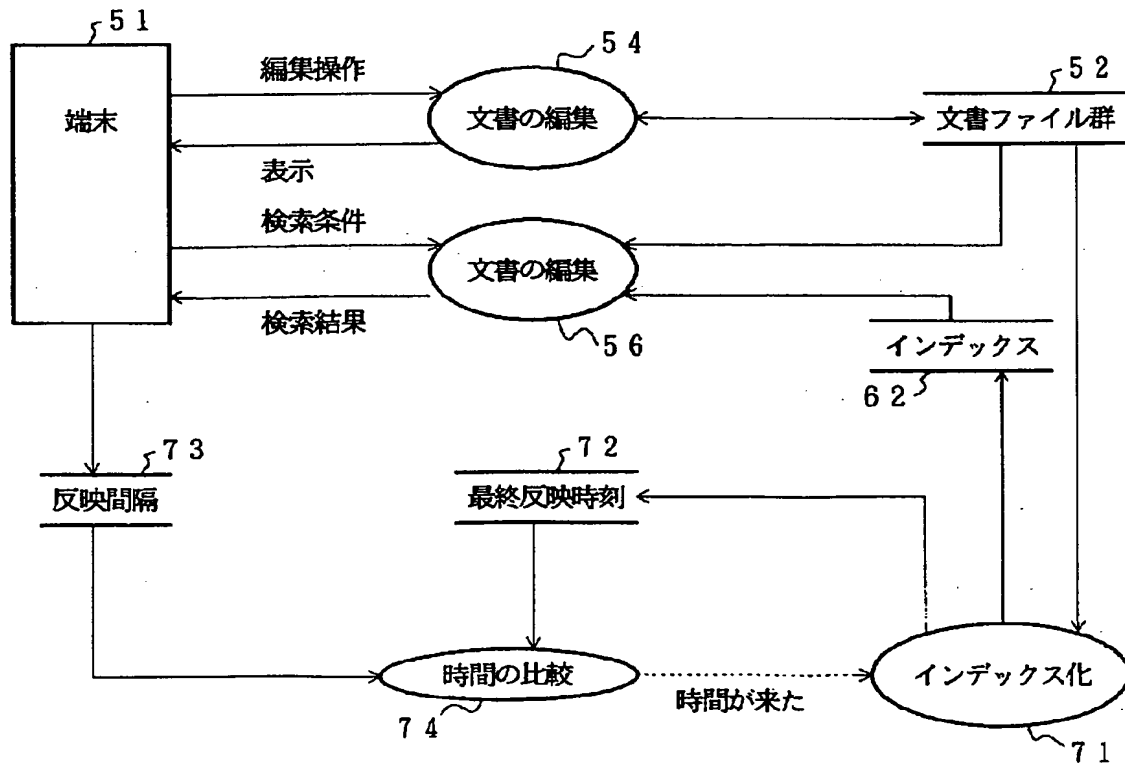 51
54
52
編集操作
端末
文書の編集
文書ファイル群
表示
検索条件
文書の編集
検索結果
56
インデックス
62
73
72
反映間隔
最終反映時刻
時間の比較
インデックス化
時間が来た
74
71